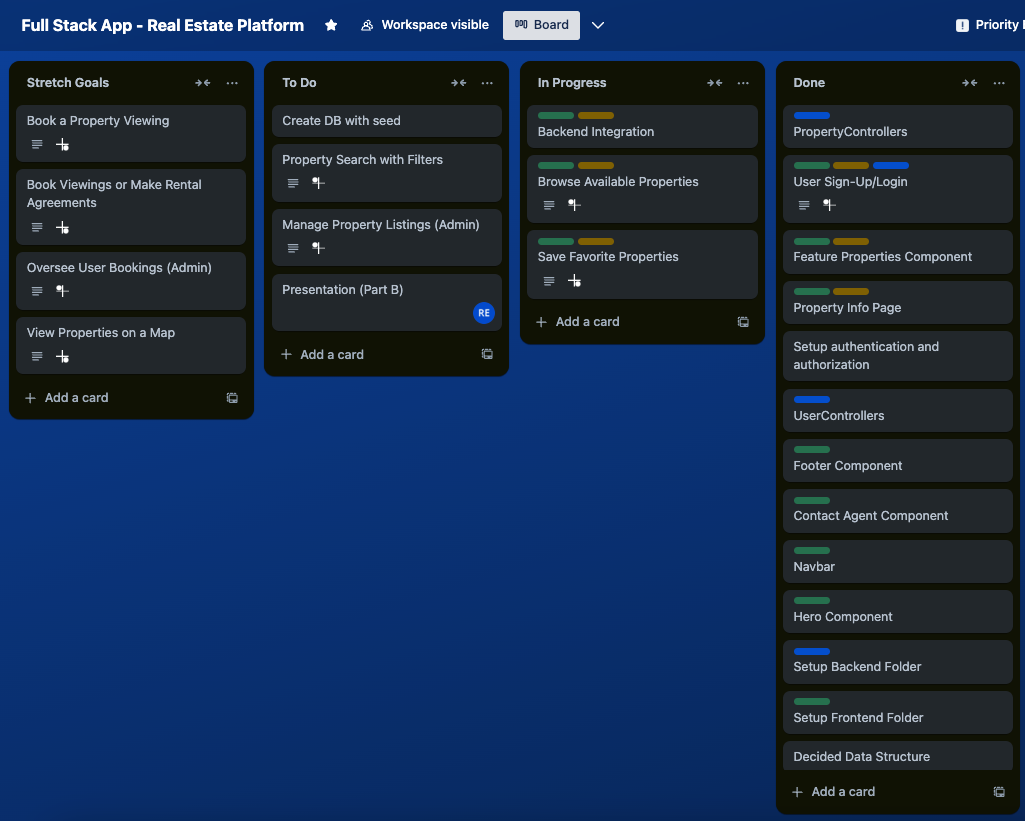 Full Stack App - Real Estate Platform
Workspace visible
Board
Priority
Stretch Goals
Book a Property Viewing
Book Viewings or Make Rental
Agreements
Oversee User Bookings (Admin)
View Properties on a Map
Add a card
To Do
Create DB with seed
Property Search with Filters
Manage Property Listings (Admin)
Presentation (Part B)
RE
Add a card
In Progress
Backend Integration
Browse Available Properties
Save Favorite Properties
Add a card
Done
PropertyControllers
User Sign-Up/Login
Feature Properties Component
Property Info Page
Setup authentication and
authorization
UserControllers
Footer Component
Contact Agent Component
Navbar
Hero Component
Setup Backend Folder
Setup Frontend Folder
Decided Data Structure
Add a card